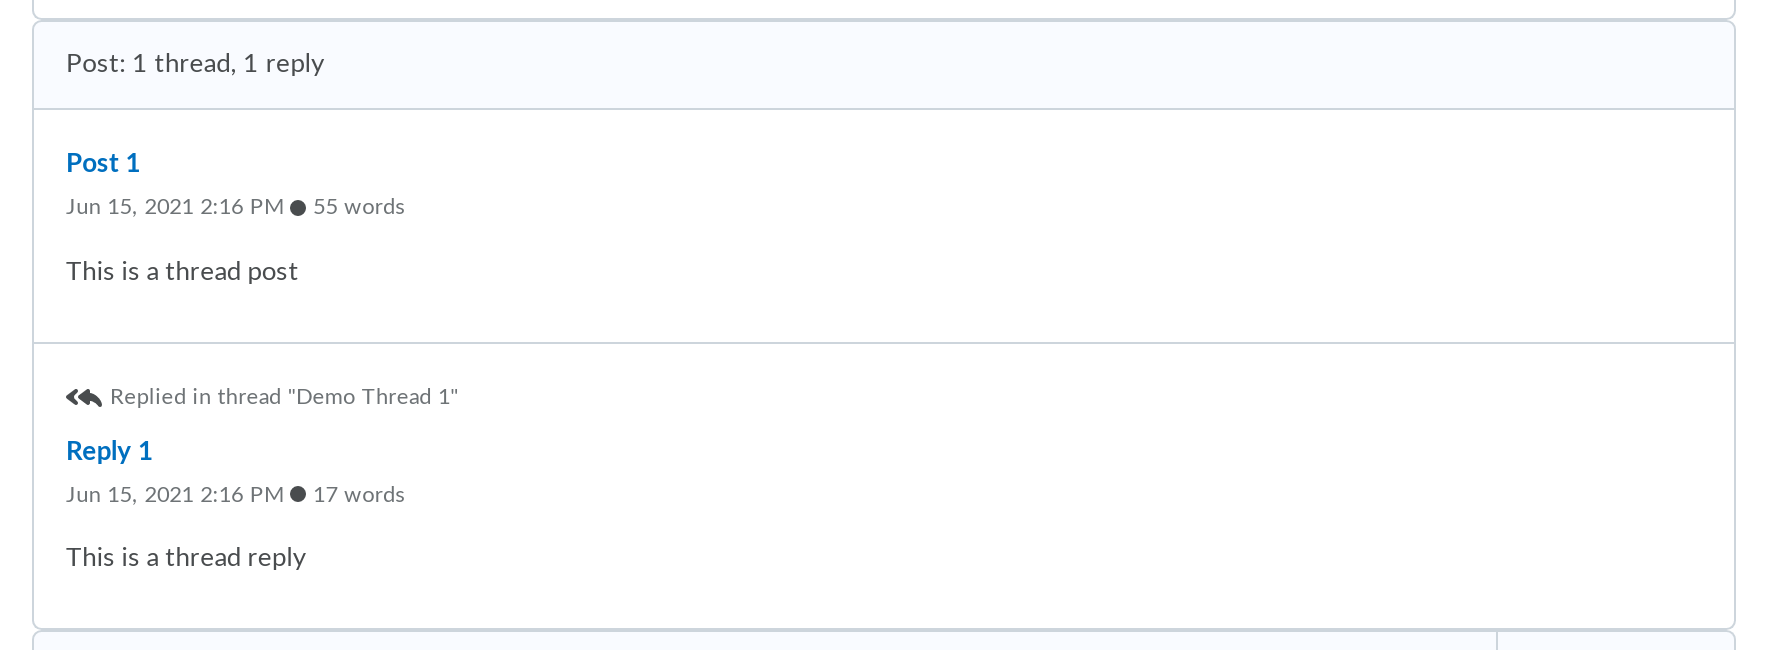 Post: 1 thread, 1 reply
Post 1
Jun 15, 2021 2:16 PM ● 55 words
This is a thread post
Replied in thread "Demo Thread 1"
Reply 1
Jun 15, 2021 2:16 PM ● 17 words
This is a thread reply